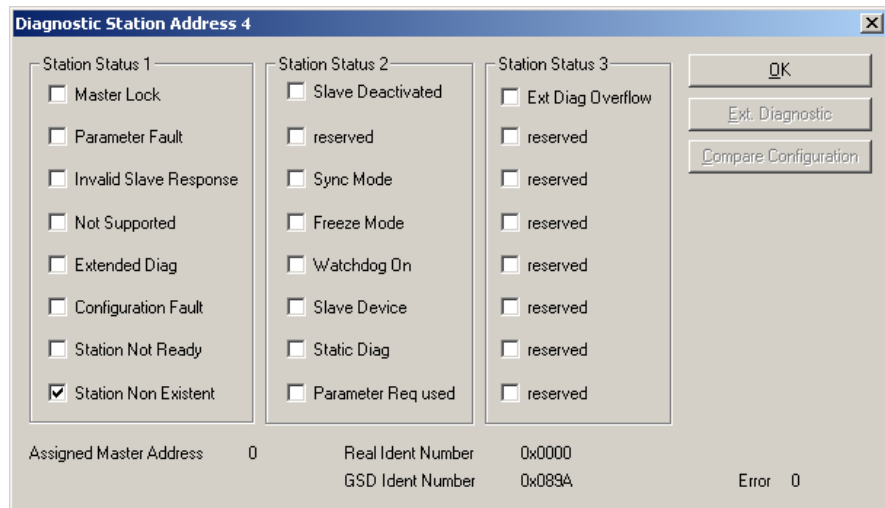 Diagnostic Station Address 4
Station Status 1
Master Lock
Parameter Fault
Invalid Slave Response
Not Supported
Extended Diag
Configuration Fault
Station Not Ready
Station Non Existent
Station Status 2
Slave Deactivated
reserved
Sync Mode
Freeze Mode
Watchdog On
Slave Device
Static Diag
Parameter Req used
Station Status 3
Ext Diag Overflow
reserved
reserved
reserved
reserved
reserved
reserved
reserved
OK
Ext. Diagnostic
Compare Configuration
Assigned Master Address 0
Real Ident Number 0x0000
GSD Ident Number 0x089A
Error 0